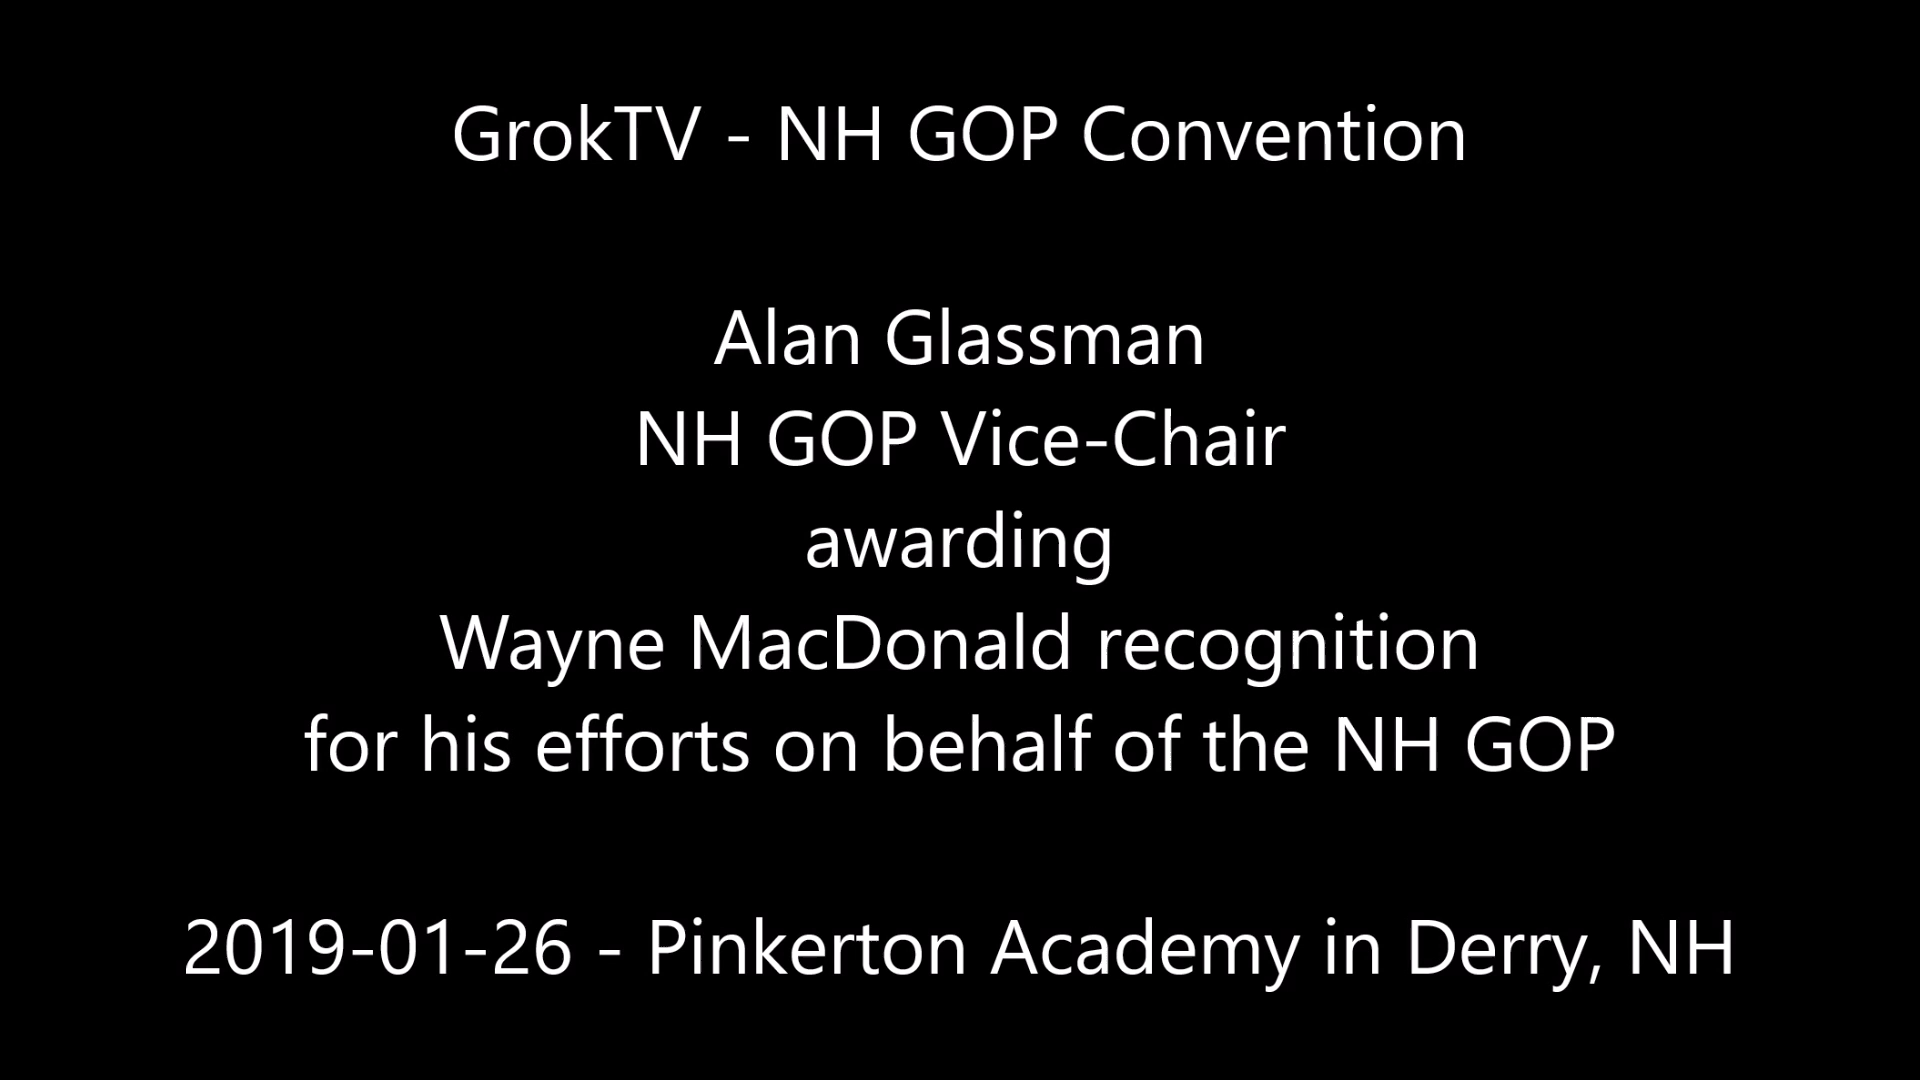 GrokTV - NH GOP Convention
Alan Glassman
NH GOP Vice-Chair
awarding
Wayne MacDonald recognition
for his efforts on behalf of the NH GOP
2019-01-26 - Pinkerton Academy in Derry, NH